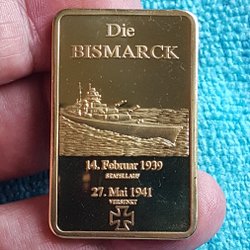 Die
BISMARCK
14. Februar 1939
STAPELLAUF
27. Mai 1941
VERSENKT